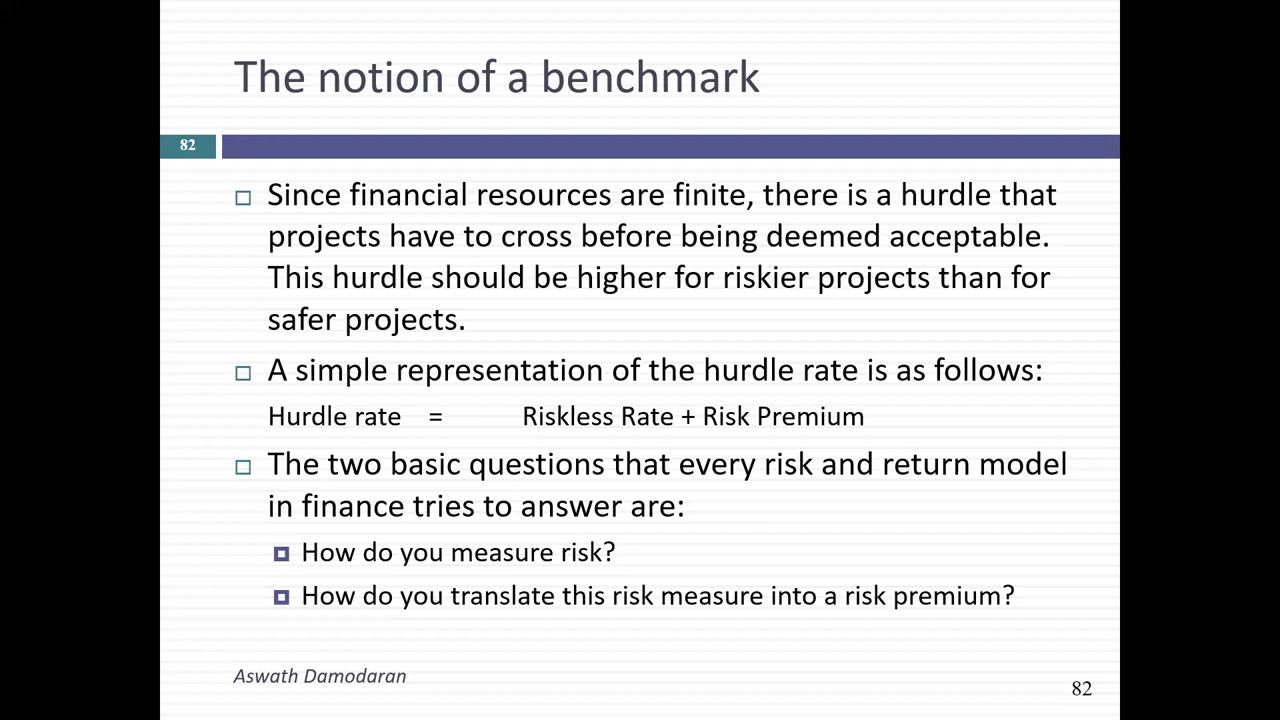 The notion of a benchmark
82
Since financial resources are finite, there is a hurdle that
projects have to cross before being deemed acceptable.
This hurdle should be higher for riskier projects than for
safer projects.
A simple representation of the hurdle rate is as follows:
Hurdle rate = Riskless Rate + Risk Premium
The two basic questions that every risk and return model
in finance tries to answer are:
How do you measure risk?
How do you translate this risk measure into a risk premium?
Aswath Damodaran
82